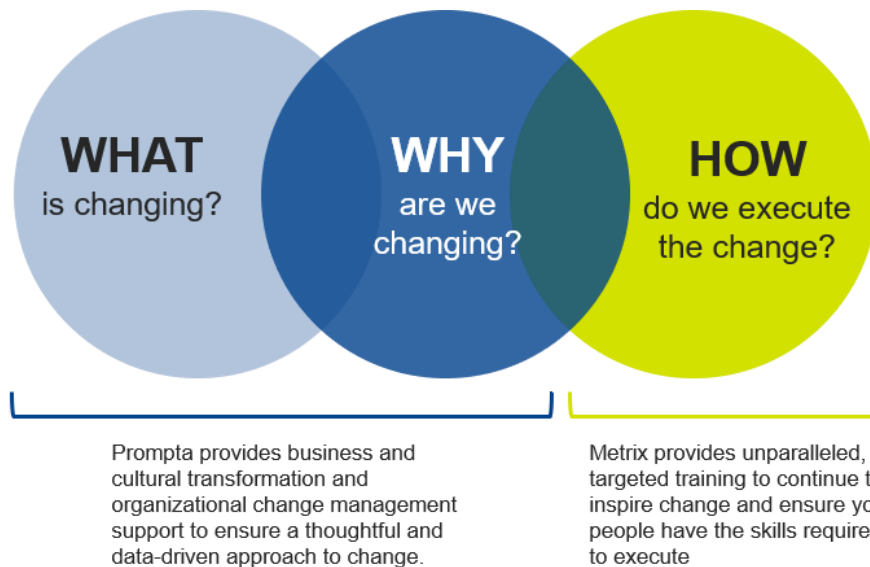 WHAT
is changing?
WHY
are we
changing?
HOW
do we execute
the change?
Prompta provides business and
cultural transformation and
organizational change management
support to ensure a thoughtful and
data-driven approach to change.
Metrix provides unparalleled,
targeted training to continue
inspire change and ensure
people have the skills
to execute